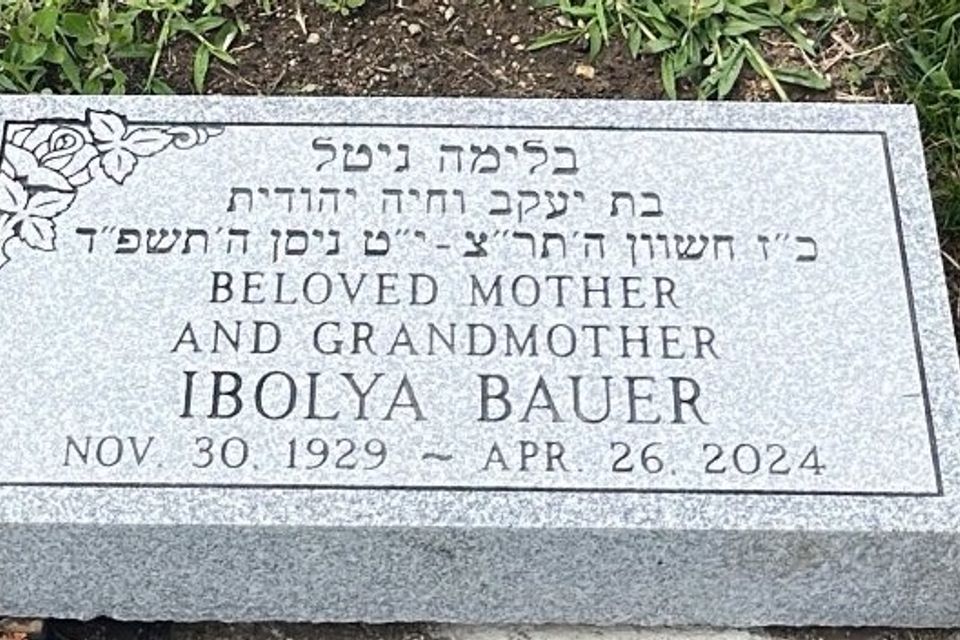 בלימה גיטל
בת יעקב וחיה יהודית
כ״ז חשוון ה׳תר״צ - י״ט ניסן ה׳תשפ״ד
BELOVED MOTHER
AND GRANDMOTHER
IBOLYA BAUER
NOV. 30. 1929 ~ APR. 26. 2024